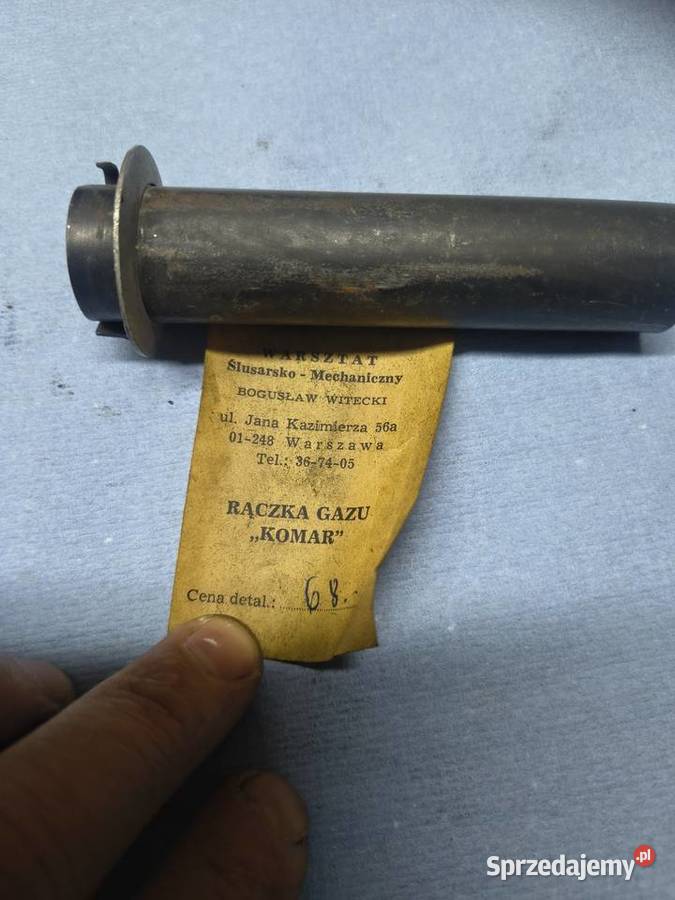 WARSZTAT
Ślusarsko - Mechaniczny
BOGUSŁAW WITECKI
ul. Jana Kazimierza 56a
01-248 Warszawa
Tel.: 36-74-05
RĄCZKA GAZU
„KOMAR”
Cena detal.: 68.-
Sprzedajemy.pl